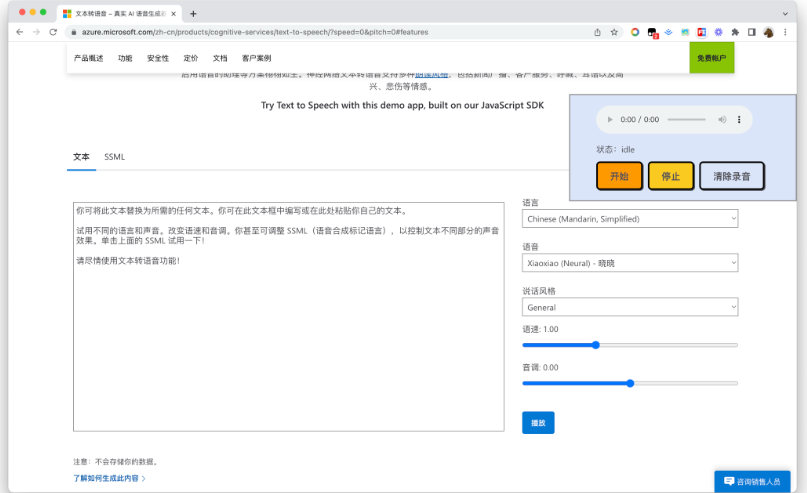 文本转语音 – 真实 AI 语音生成器
azure.microsoft.com/zh-cn/products/cognitive-services/text-to-speech/?speed=0&pitch=0#features
产品概述 功能 安全性 定价 文档 客户案例
免费帐户
兴、悲伤等情感。
Try Text to Speech with this demo app, built on our JavaScript SDK
0:00 / 0:00
状态：idle
开始 停止 清除录音
文本 SSML
你可将此文本替换为所需的任何文本。你可在此文本框中编写或在此处粘贴你自己的文本。
试用不同的语言和声音。改变语速和音调。你甚至可调整 SSML（语音合成标记语言），以控制文本不同部分的声音
效果。单击上面的 SSML 试用一下！
请尽情使用文本转语音功能！
语言
Chinese (Mandarin, Simplified)
语音
Xiaoxiao (Neural) - 晓晓
说话风格
General
语速: 1.00
音调: 0.00
播放
注意：不会存储你的数据。
了解如何生成此内容
咨询销售人员